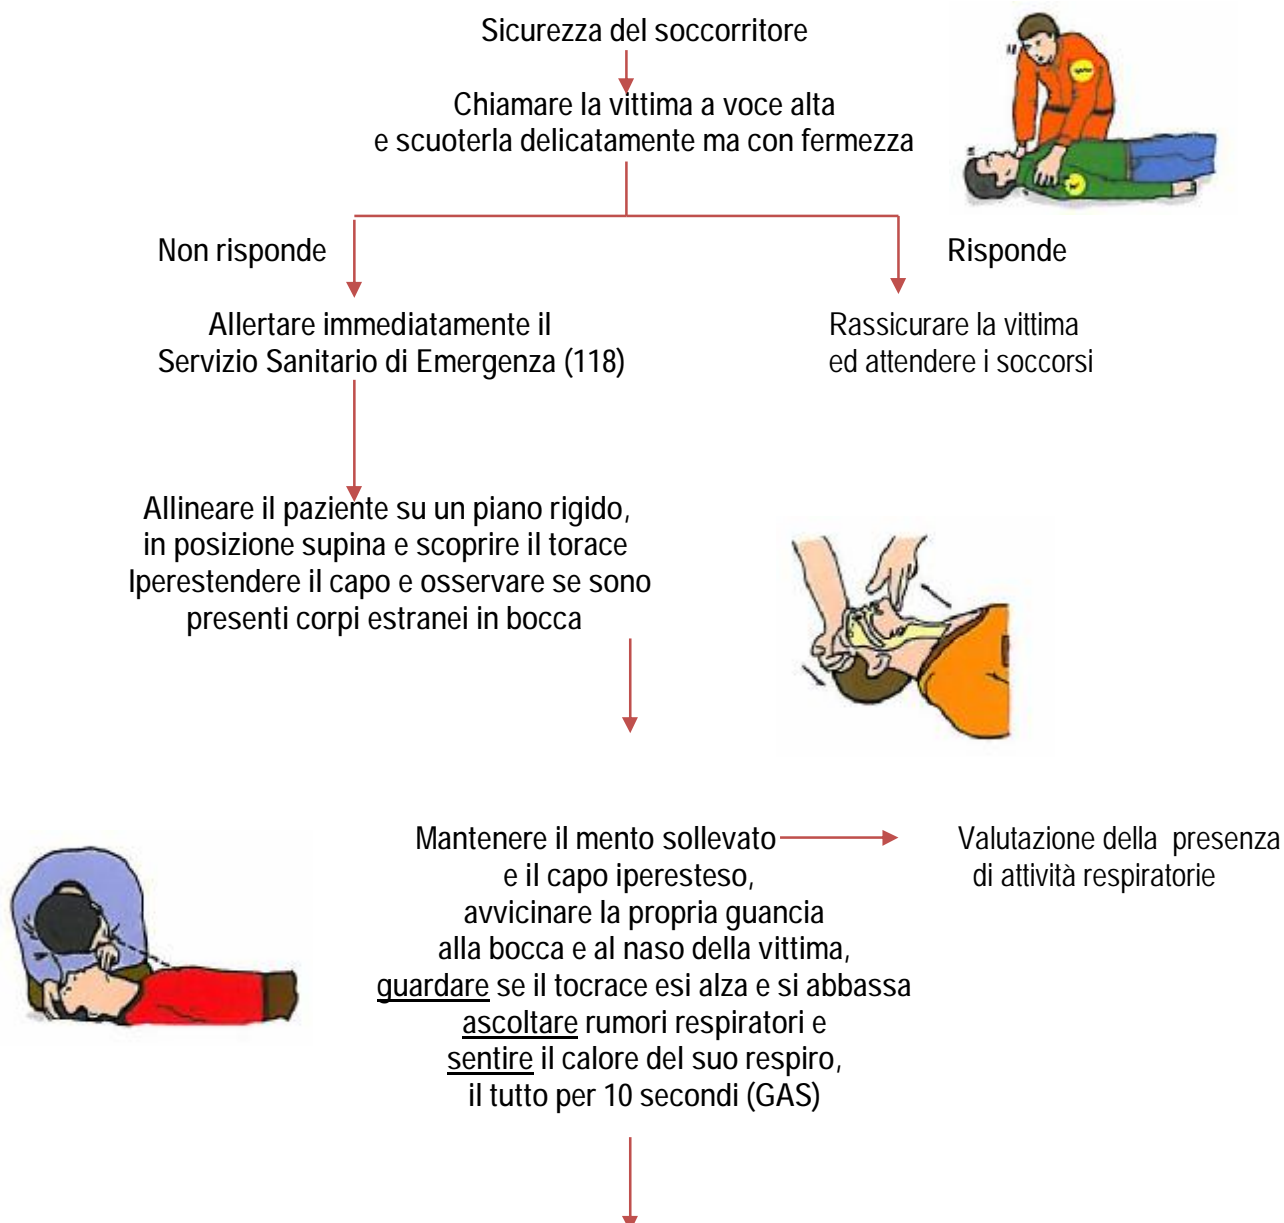 Sicurezza del soccorritore
Chiamare la vittima a voce alta
e scuoterla delicatamente ma con fermezza
Non risponde
Risponde
Allertare immediatamente il
Servizio Sanitario di Emergenza (118)
Rassicurare la vittima
ed attendere i soccorsi
Allineare il paziente su un piano rigido,
in posizione supina e scoprire il torace
Iperestendere il capo e osservare se sono
presenti corpi estranei in bocca
Mantenere il mento sollevato
e il capo iperesteso,
avvicinare la propria guancia
alla bocca e al naso della vittima,
guardare se il tocrace esi alza e si abbassa
ascoltare rumori respiratori e
sentire il calore del suo respiro,
il tutto per 10 secondi (GAS)
Valutazione della presenza
di attività respiratorie